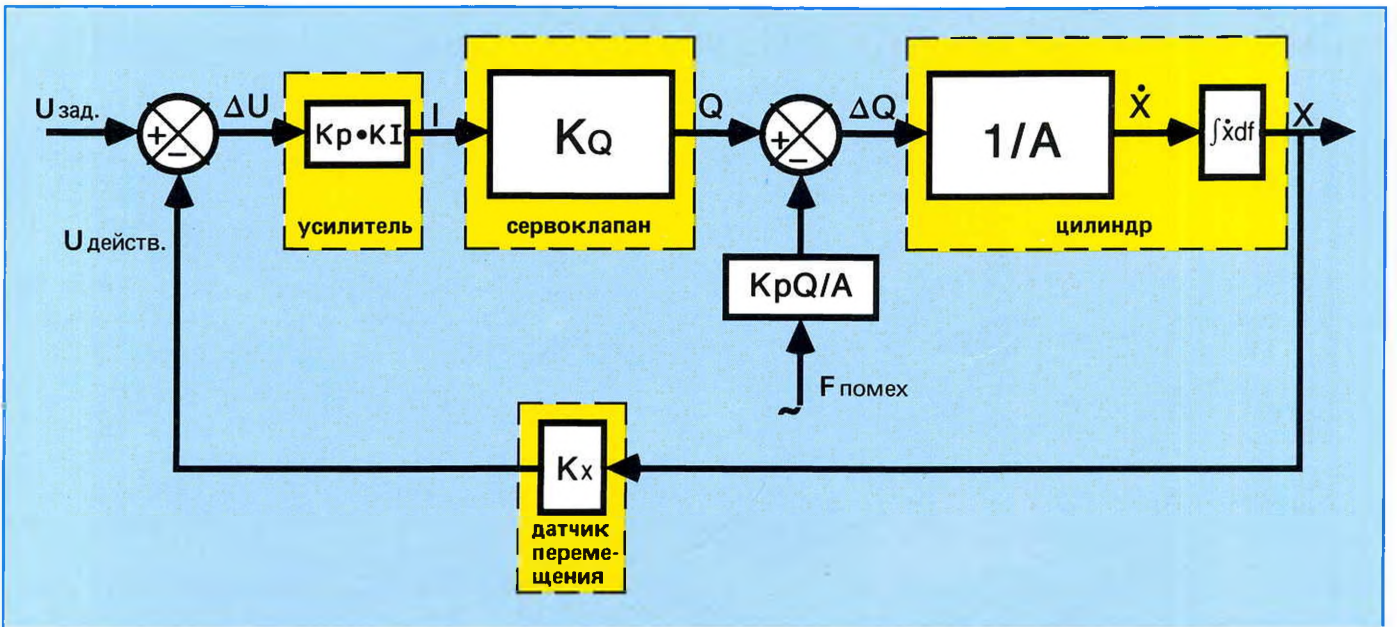 U зад.
+
−
ΔU
Kp•KI
усилитель
I
KQ
сервоклапан
Q
+
−
ΔQ
1/A
Ẋ
∫ẋdf
X
цилиндр
U действ.
KpQ/A
F помех
~
Kx
датчик
переме-
щения